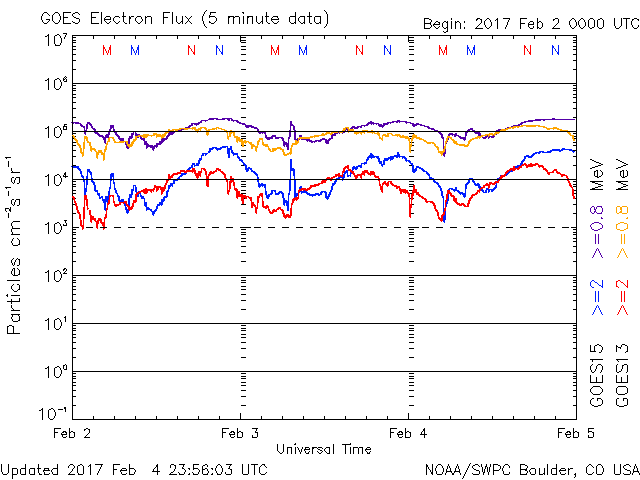 GOES Electron Flux (5 minute data)
Begin: 2017 Feb 2 0000 UTC
M M N N M M N N M M N N
10⁷
10⁶
10⁵
10⁴
10³
10²
10¹
10⁰
10⁻¹
Particles cm⁻²s⁻¹sr⁻¹
Feb 2 Feb 3 Feb 4 Feb 5
Universal Time
GOES15 >=2 >=0.8 MeV
GOES13 >=2 >=0.8 MeV
Updated 2017 Feb 4 23:56:03 UTC
NOAA/SWPC Boulder, CO USA